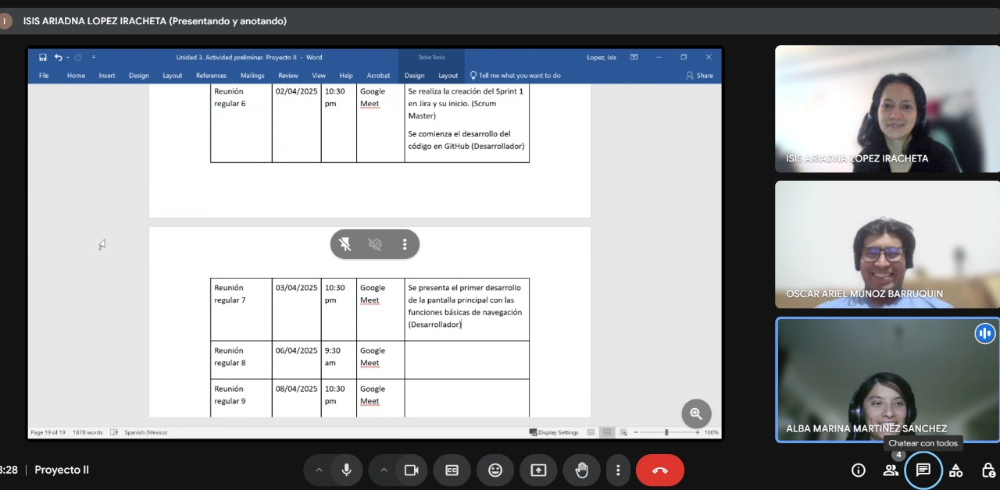 I
ISIS ARIADNA LOPEZ IRACHETA (Presentando y anotando)
Unidad 3. Actividad preliminar. Proyecto II - Word
Table Tools
Lopez, Isis
File Home Insert Design Layout References Mailings Review View Help Acrobat Design Layout Tell me what you want to do Share
Reunión
regular 6
02/04/2025
10:30
pm
Google
Meet
Se realiza la creación del Sprint 1
en Jira y su inicio. (Scrum
Master)
Se comienza el desarrollo del
código en GitHub (Desarrollador)
Reunión
regular 7
03/04/2025
10:30
pm
Google
Meet
Se presenta el primer desarrollo
de la pantalla principal con las
funciones básicas de navegación
(Desarrollador)
Reunión
regular 8
06/04/2025
9:30
am
Google
Meet
Reunión
regular 9
08/04/2025
10:30
pm
Google
Meet
Page 19 of 19 1878 words Spanish (Mexico) Display Settings 100%
ISIS ARIADNA LOPEZ IRACHETA
OSCAR ARIEL MUNOZ BARRUQUIN
ALBA MARINA MARTINEZ SANCHEZ
Chatear con todos
4
:28 | Proyecto II